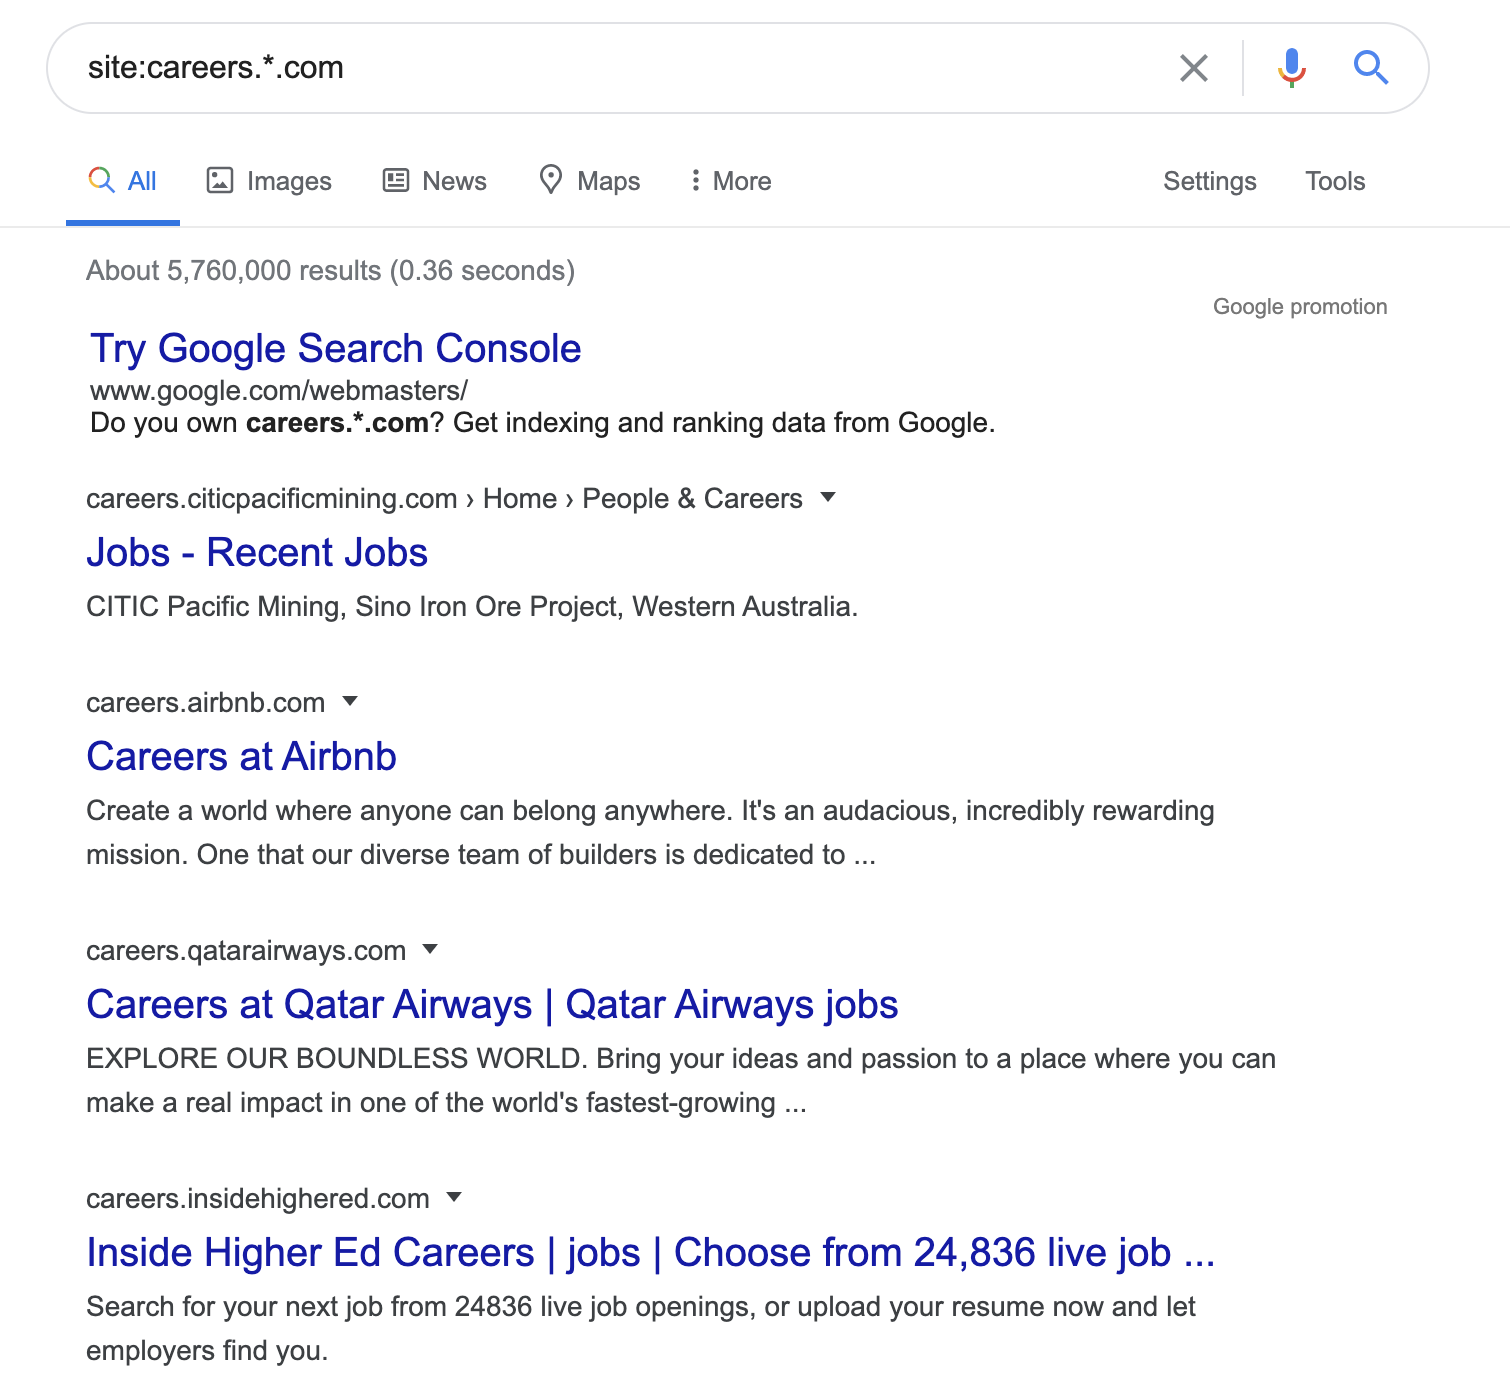 site:careers.*.com
All Images News Maps More Settings Tools
About 5,760,000 results (0.36 seconds)
Google promotion
Try Google Search Console
www.google.com/webmasters/
Do you own careers.*.com? Get indexing and ranking data from Google.
careers.citicpacificmining.com › Home › People & Careers
Jobs - Recent Jobs
CITIC Pacific Mining, Sino Iron Ore Project, Western Australia.
careers.airbnb.com
Careers at Airbnb
Create a world where anyone can belong anywhere. It's an audacious, incredibly rewarding
mission. One that our diverse team of builders is dedicated to ...
careers.qatarairways.com
Careers at Qatar Airways | Qatar Airways jobs
EXPLORE OUR BOUNDLESS WORLD. Bring your ideas and passion to a place where you can
make a real impact in one of the world's fastest-growing ...
careers.insidehighered.com
Inside Higher Ed Careers | jobs | Choose from 24,836 live job ...
Search for your next job from 24836 live job openings, or upload your resume now and let
employers find you.